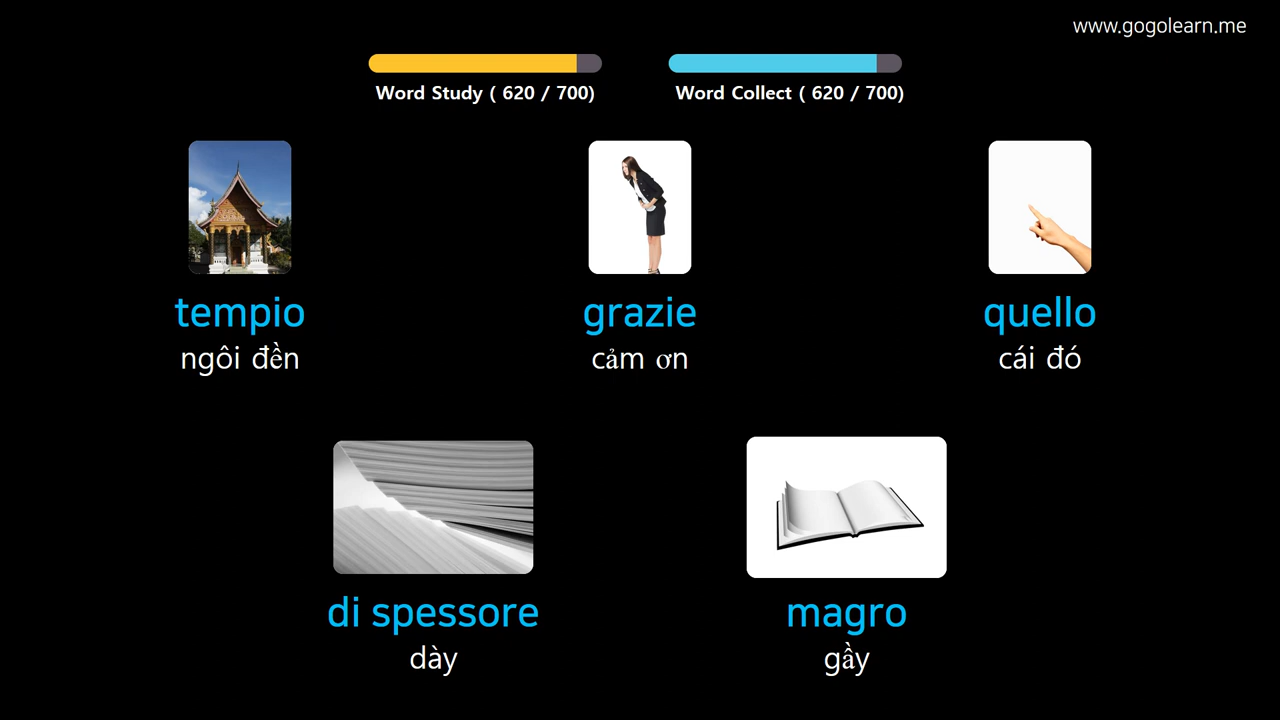 www.gogolearn.me
Word Study ( 620 / 700)
Word Collect ( 620 / 700)
tempio
ngôi đền
grazie
cảm ơn
quello
cái đó
di spessore
dày
magro
gầy